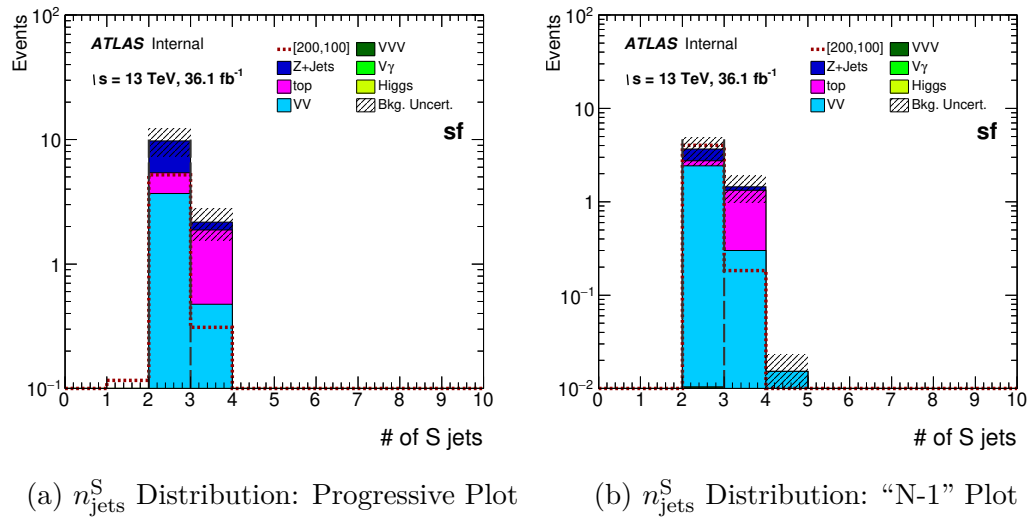 Events
10²
10
1
10⁻¹
ATLAS Internal
\s = 13 TeV, 36.1 fb⁻¹
[200,100]
Z+Jets
top
VV
VVV
Vγ
Higgs
Bkg. Uncert.
sf
0 1 2 3 4 5 6 7 8 9 10
# of S jets
(a) n^S_jets Distribution: Progressive Plot
Events
10²
10
1
10⁻¹
10⁻²
ATLAS Internal
\s = 13 TeV, 36.1 fb⁻¹
[200,100]
Z+Jets
top
VV
VVV
Vγ
Higgs
Bkg. Uncert.
sf
0 1 2 3 4 5 6 7 8 9 10
# of S jets
(b) n^S_jets Distribution: “N-1” Plot